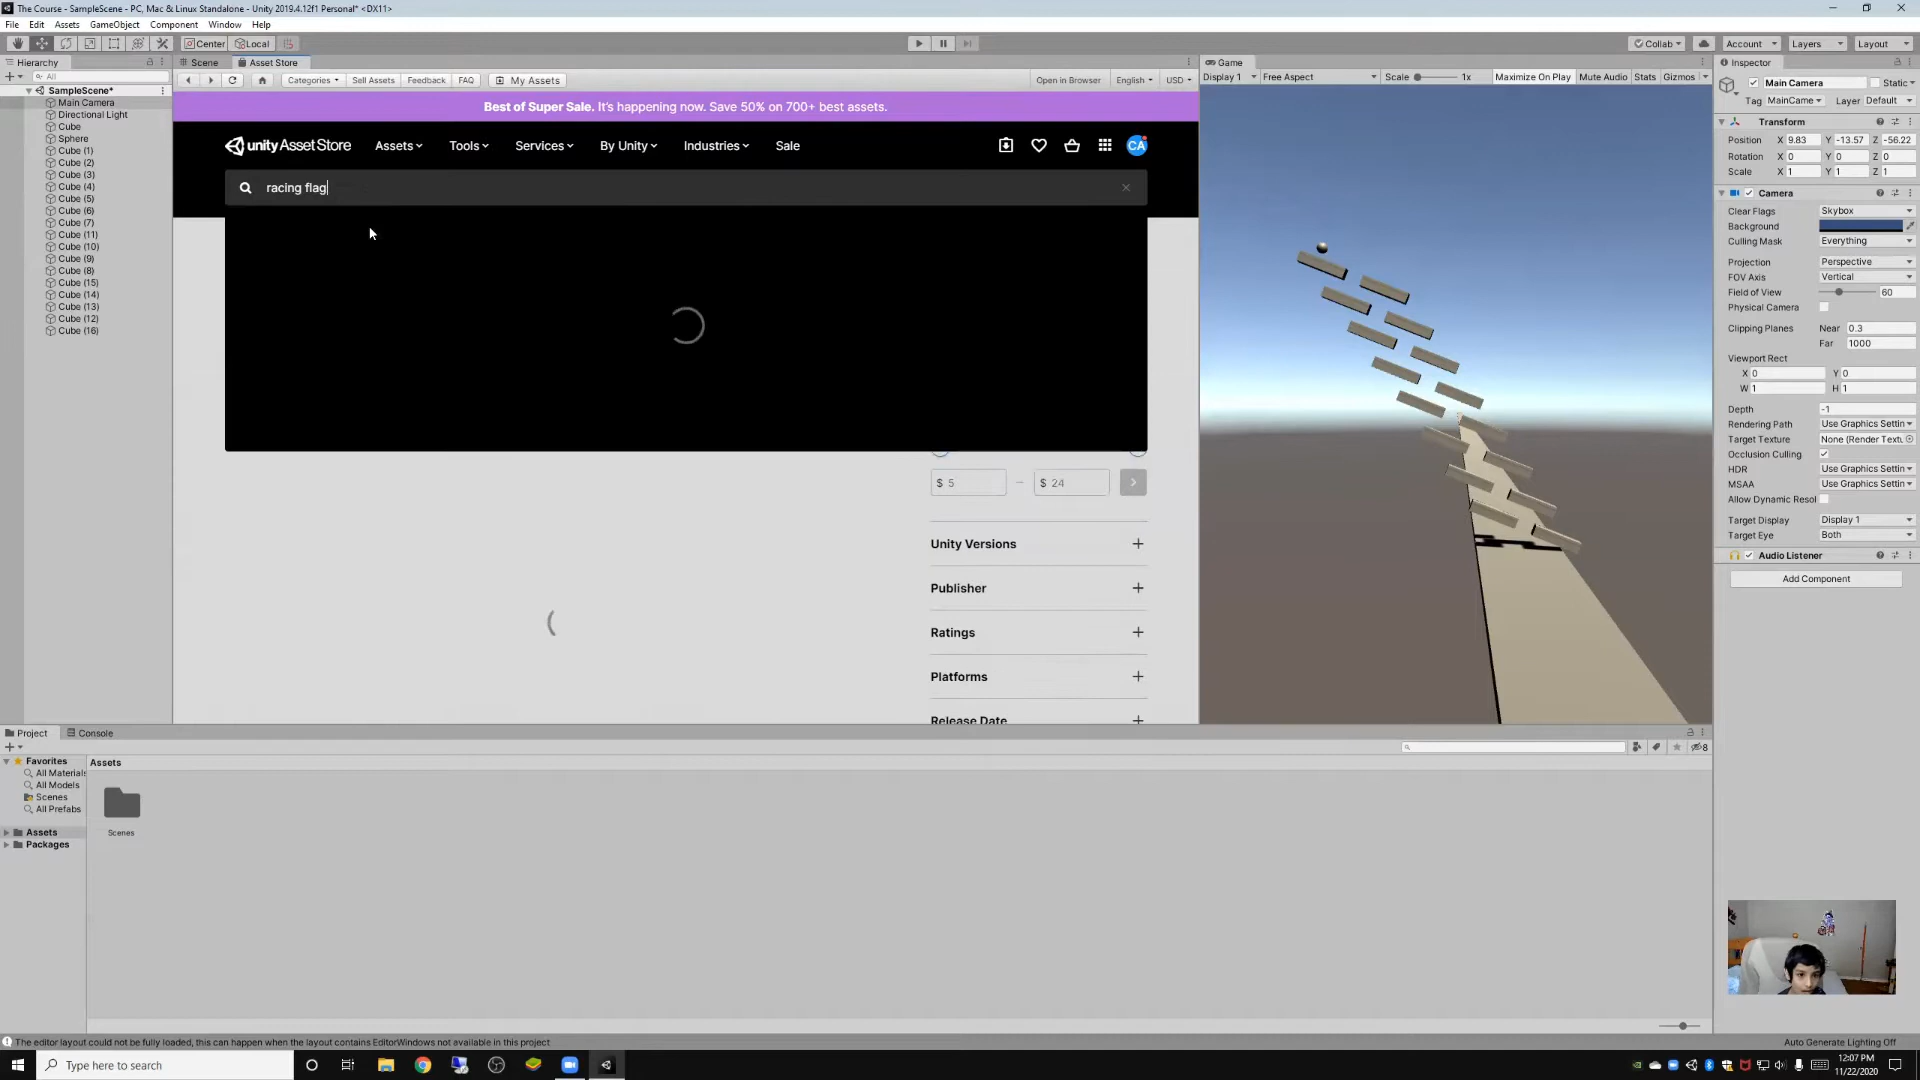 The Course - SampleScene - PC, Mac & Linux Standalone - Unity 2019.4.12f1 Personal* <DX11>
File Edit Assets GameObject Component Window Help
Center Local Collab Account Layers Layout
Hierarchy
All
SampleScene*
Main Camera
Directional Light
Cube
Sphere
Cube (1)
Cube (2)
Cube (3)
Cube (4)
Cube (5)
Cube (6)
Cube (7)
Cube (11)
Cube (10)
Cube (9)
Cube (8)
Cube (15)
Cube (14)
Cube (13)
Cube (12)
Cube (16)
Scene Asset Store
Categories Sell Assets Feedback FAQ My Assets Open in Browser English USD
Best of Super Sale. It's happening now. Save 50% on 700+ best assets.
unity Asset Store Assets Tools Services By Unity Industries Sale CA
racing flag
$ 5 – $ 24
Unity Versions
Publisher
Ratings
Platforms
Release Date
Game
Display 1 Free Aspect Scale 1x Maximize On Play Mute Audio Stats Gizmos
Inspector
Main Camera Static
Tag MainCame Layer Default
Transform
Position X 9.83 Y -13.57 Z -56.22
Rotation X 0 Y 0 Z 0
Scale X 1 Y 1 Z 1
Camera
Clear Flags Skybox
Background
Culling Mask Everything
Projection Perspective
FOV Axis Vertical
Field of View 60
Physical Camera
Clipping Planes Near 0.3
Far 1000
Viewport Rect
X 0 Y 0
W 1 H 1
Depth -1
Rendering Path Use Graphics Settin
Target Texture None (Render Textu
Occlusion Culling
HDR Use Graphics Settin
MSAA Use Graphics Settin
Allow Dynamic Resol
Target Display Display 1
Target Eye Both
Audio Listener
Add Component
Project Console
Favorites
All Materials
All Models
Scenes
All Prefabs
Assets
Packages
Assets
Scenes
8
The editor layout could not be fully loaded, this can happen when the layout contains EditorWindows not available in this project
Auto Generate Lighting Off
Type here to search
12:07 PM
11/22/2020